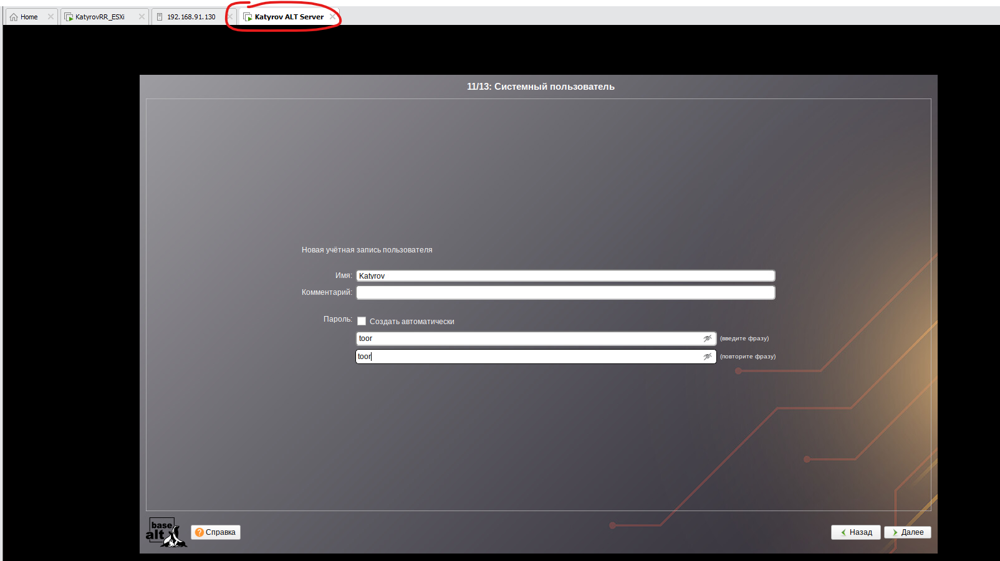 Home
KatyrovRR_ESXi
192.168.91.130
Katyrov ALT Server
11/13: Системный пользователь
Новая учётная запись пользователя
Имя: Katyrov
Комментарий:
Пароль: Создать автоматически
toor (введите фразу)
toor (повторите фразу)
base alt
? Справка
Назад
Далее